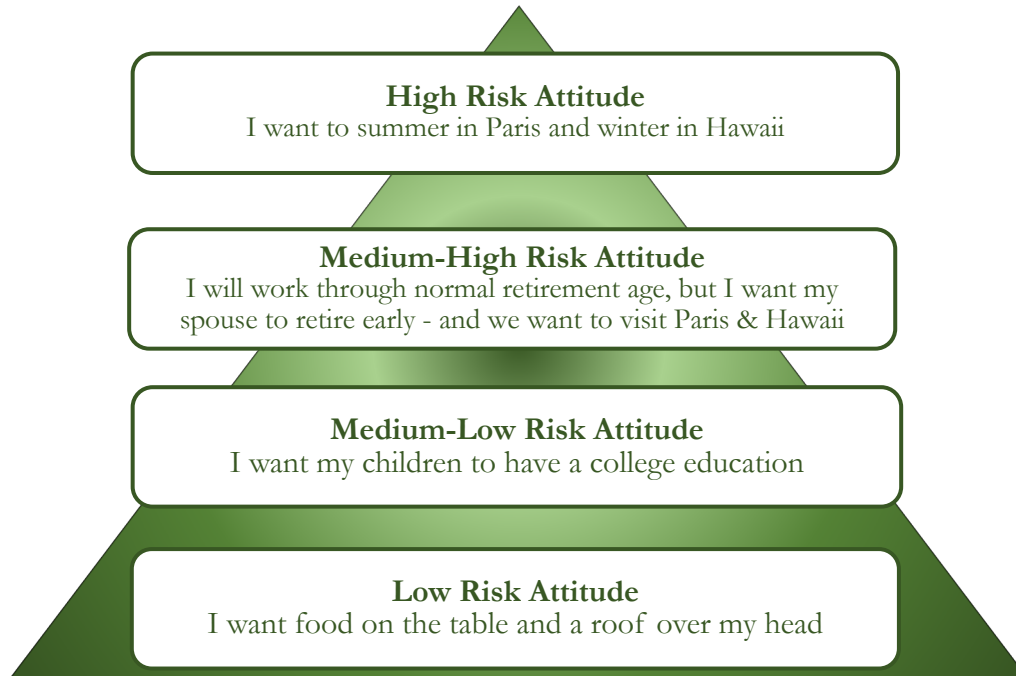 High Risk Attitude
I want to summer in Paris and winter in Hawaii
Medium-High Risk Attitude
I will work through normal retirement age, but I want my
spouse to retire early - and we want to visit Paris & Hawaii
Medium-Low Risk Attitude
I want my children to have a college education
Low Risk Attitude
I want food on the table and a roof over my head